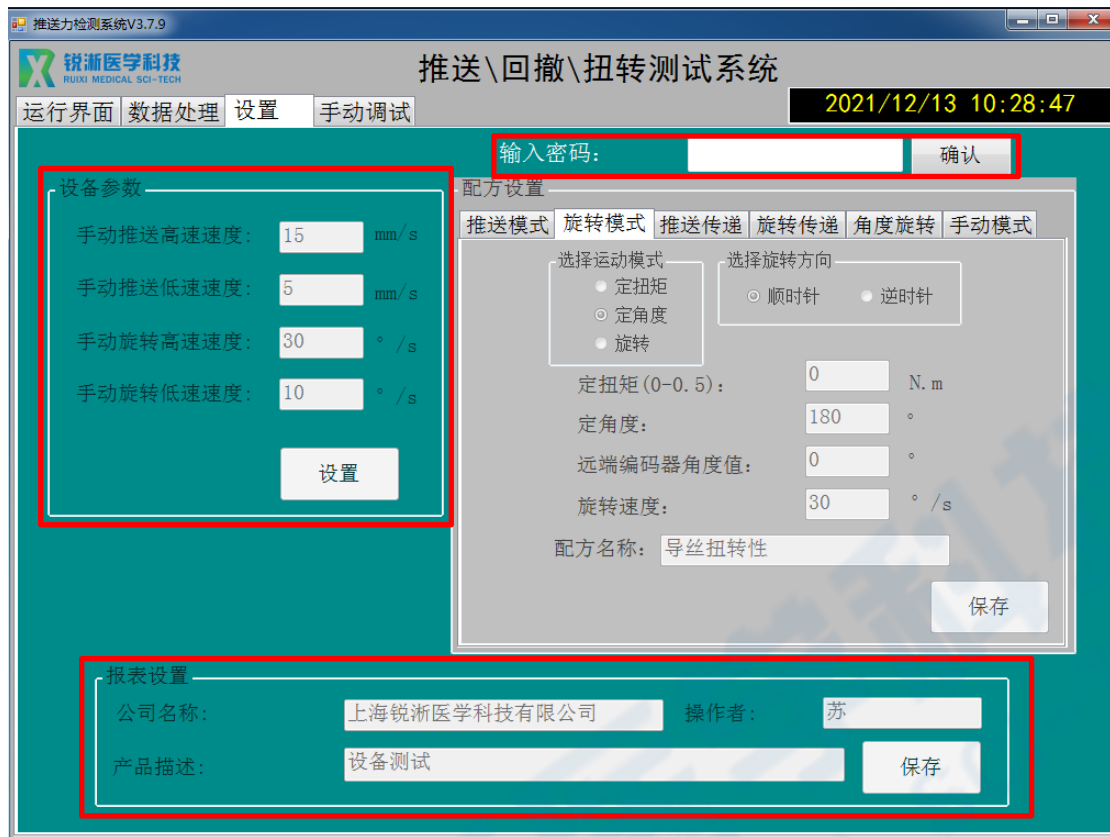 推送力检测系统V3.7.9
锐浙医学科技
RUIXI MEDICAL SCI-TECH
推送\回撤\扭转测试系统
运行界面 数据处理 设置 手动调试
2021/12/13 10:28:47
输入密码: 确认
设备参数
手动推送高速速度: 15 mm/s
手动推送低速速度: 5 mm/s
手动旋转高速速度: 30 ° /s
手动旋转低速速度: 10 ° /s
设置
配方设置
推送模式 旋转模式 推送传递 旋转传递 角度旋转 手动模式
选择运动模式
定扭矩
定角度
旋转
选择旋转方向
顺时针 逆时针
定扭矩(0-0.5): 0 N.m
定角度: 180 °
远端编码器角度值: 0 °
旋转速度: 30 ° /s
配方名称: 导丝扭转性
保存
报表设置
公司名称: 上海锐淅医学科技有限公司 操作者: 苏
产品描述: 设备测试
保存